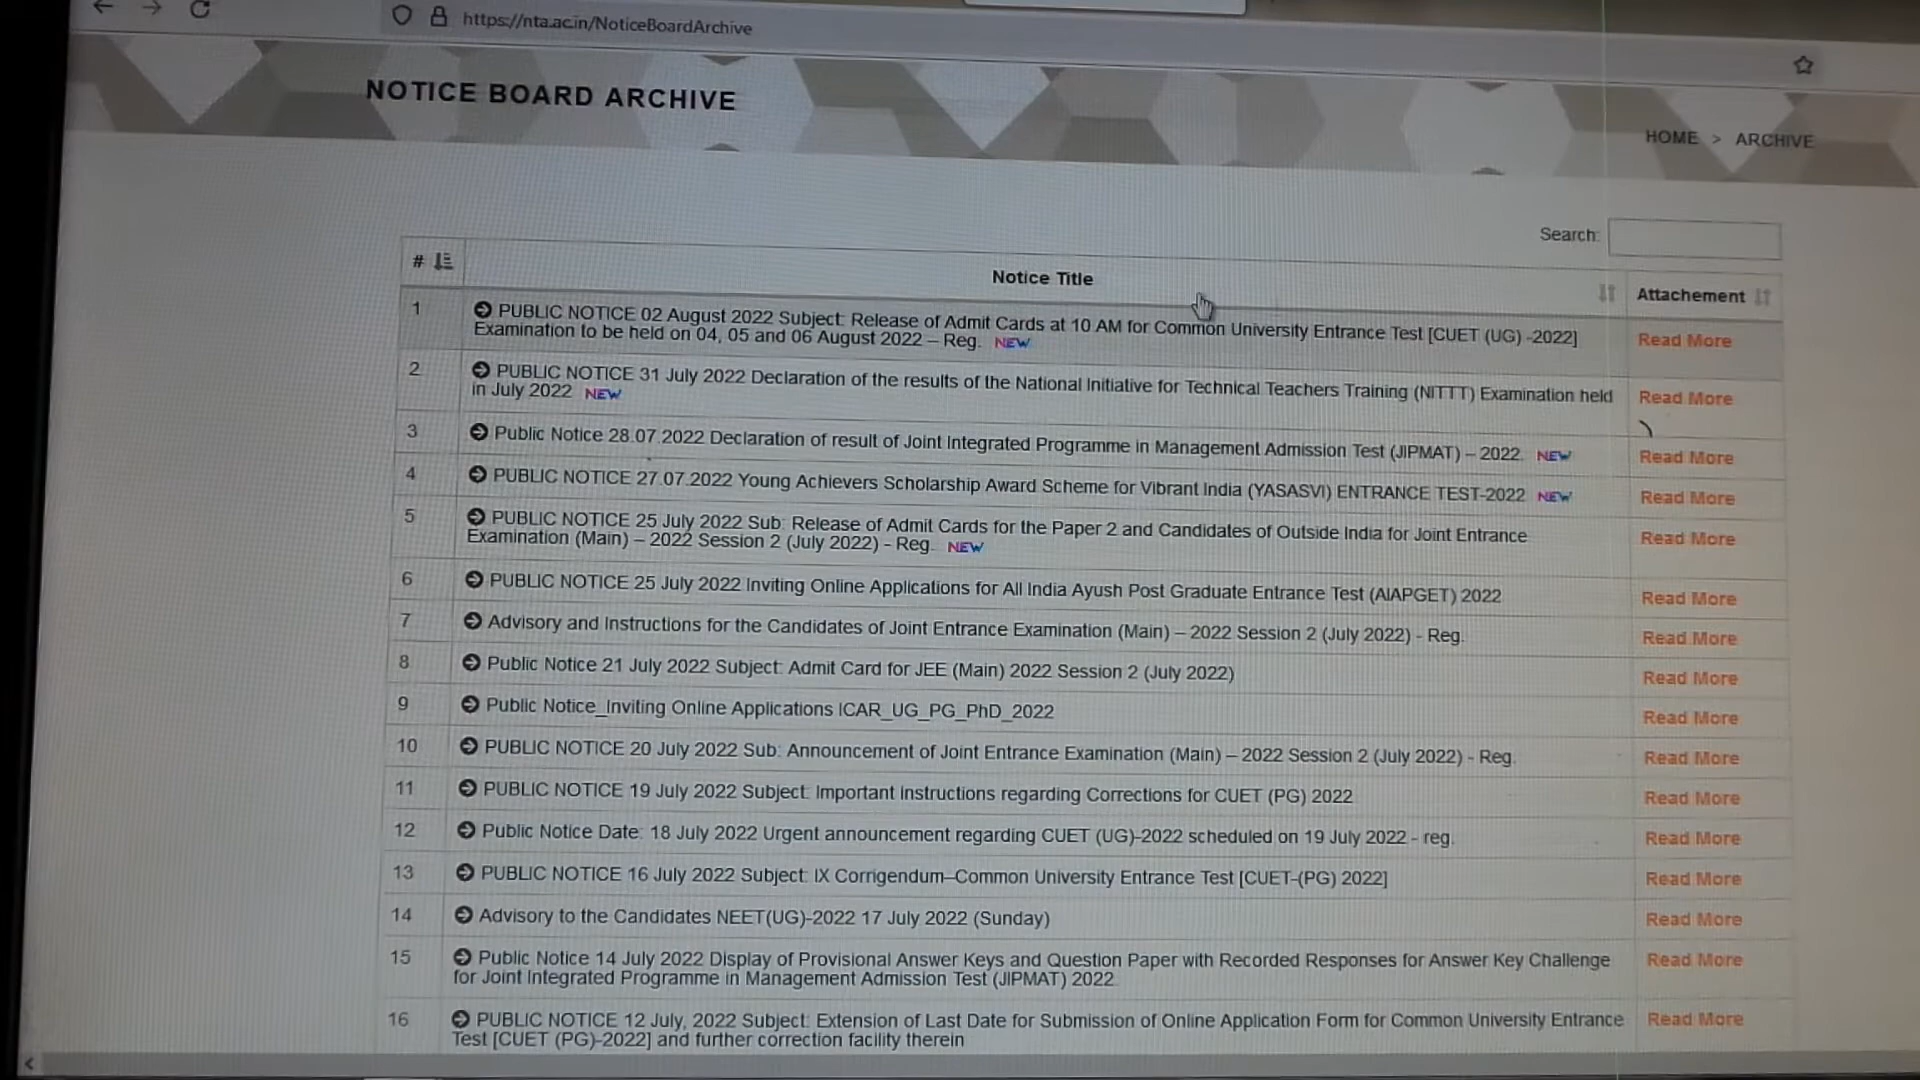 https://nta.ac.in/NoticeBoardArchive
NOTICE BOARD ARCHIVE
HOME > ARCHIVE
Search:
# Notice Title Attachement
1 PUBLIC NOTICE 02 August 2022 Subject: Release of Admit Cards at 10 AM for Common University Entrance Test [CUET (UG) -2022]
Examination to be held on 04, 05 and 06 August 2022 – Reg. NEW
Read More
2 PUBLIC NOTICE 31 July 2022 Declaration of the results of the National Initiative for Technical Teachers Training (NITTT) Examination held
in July 2022 NEW
Read More
3 Public Notice 28.07.2022 Declaration of result of Joint Integrated Programme in Management Admission Test (JIPMAT) – 2022. NEW
Read More
4 PUBLIC NOTICE 27.07.2022 Young Achievers Scholarship Award Scheme for Vibrant India (YASASVI) ENTRANCE TEST-2022 NEW
Read More
5 PUBLIC NOTICE 25 July 2022 Sub: Release of Admit Cards for the Paper 2 and Candidates of Outside India for Joint Entrance
Examination (Main) – 2022 Session 2 (July 2022) - Reg. NEW
Read More
6 PUBLIC NOTICE 25 July 2022 Inviting Online Applications for All India Ayush Post Graduate Entrance Test (AIAPGET) 2022
Read More
7 Advisory and Instructions for the Candidates of Joint Entrance Examination (Main) – 2022 Session 2 (July 2022) - Reg.
Read More
8 Public Notice 21 July 2022 Subject: Admit Card for JEE (Main) 2022 Session 2 (July 2022)
Read More
9 Public Notice_Inviting Online Applications ICAR_UG_PG_PhD_2022
Read More
10 PUBLIC NOTICE 20 July 2022 Sub: Announcement of Joint Entrance Examination (Main) – 2022 Session 2 (July 2022) - Reg.
Read More
11 PUBLIC NOTICE 19 July 2022 Subject: Important instructions regarding Corrections for CUET (PG) 2022
Read More
12 Public Notice Date: 18 July 2022 Urgent announcement regarding CUET (UG)-2022 scheduled on 19 July 2022 - reg.
Read More
13 PUBLIC NOTICE 16 July 2022 Subject: IX Corrigendum–Common University Entrance Test [CUET-(PG) 2022]
Read More
14 Advisory to the Candidates NEET(UG)-2022 17 July 2022 (Sunday)
Read More
15 Public Notice 14 July 2022 Display of Provisional Answer Keys and Question Paper with Recorded Responses for Answer Key Challenge
for Joint Integrated Programme in Management Admission Test (JIPMAT) 2022.
Read More
16 PUBLIC NOTICE 12 July, 2022 Subject: Extension of Last Date for Submission of Online Application Form for Common University Entrance
Test [CUET (PG)-2022] and further correction facility therein
Read More